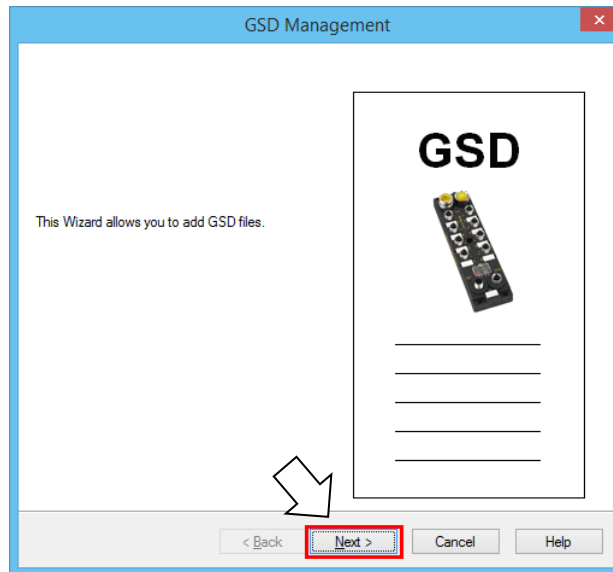 GSD Management
GSD
This Wizard allows you to add GSD files.
< Back
Next >
Cancel
Help